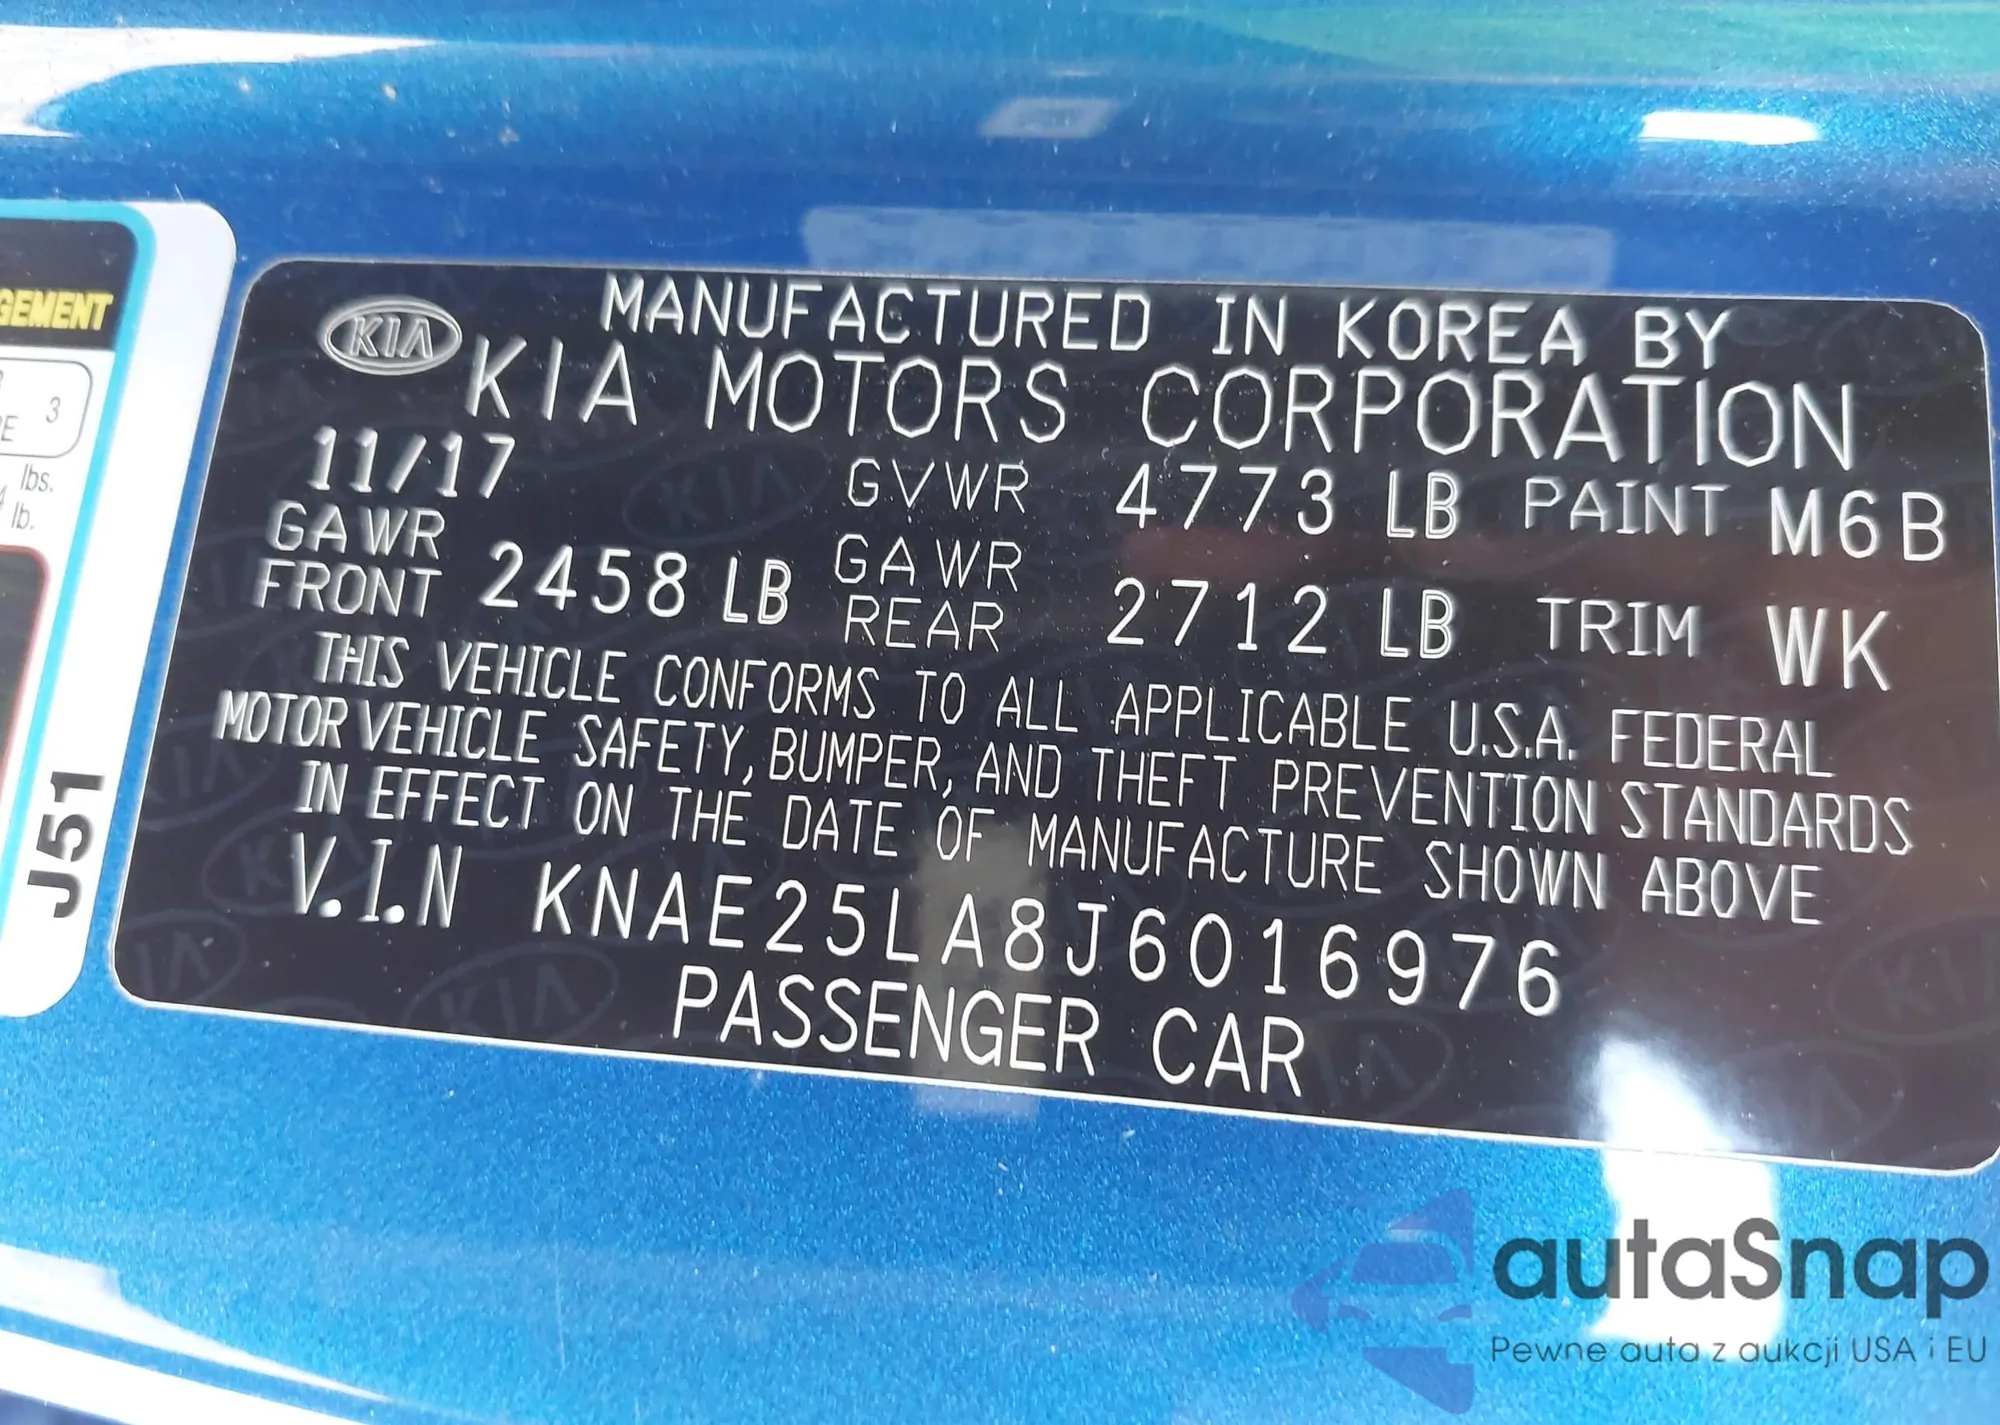 GEMENT
3
lbs.
lb.
J51
KIA
MANUFACTURED IN KOREA BY
KIA MOTORS CORPORATION
11/17 GVWR 4773 LB PAINT M6B
GAWR FRONT 2458 LB GAWR REAR 2712 LB TRIM WK
THIS VEHICLE CONFORMS TO ALL APPLICABLE U.S.A. FEDERAL
MOTOR VEHICLE SAFETY, BUMPER, AND THEFT PREVENTION STANDARDS
IN EFFECT ON THE DATE OF MANUFACTURE SHOWN ABOVE
V.I.N KNAE25LA8J6016976
PASSENGER CAR
autaSnap
Pewne auta z aukcji USA i EU